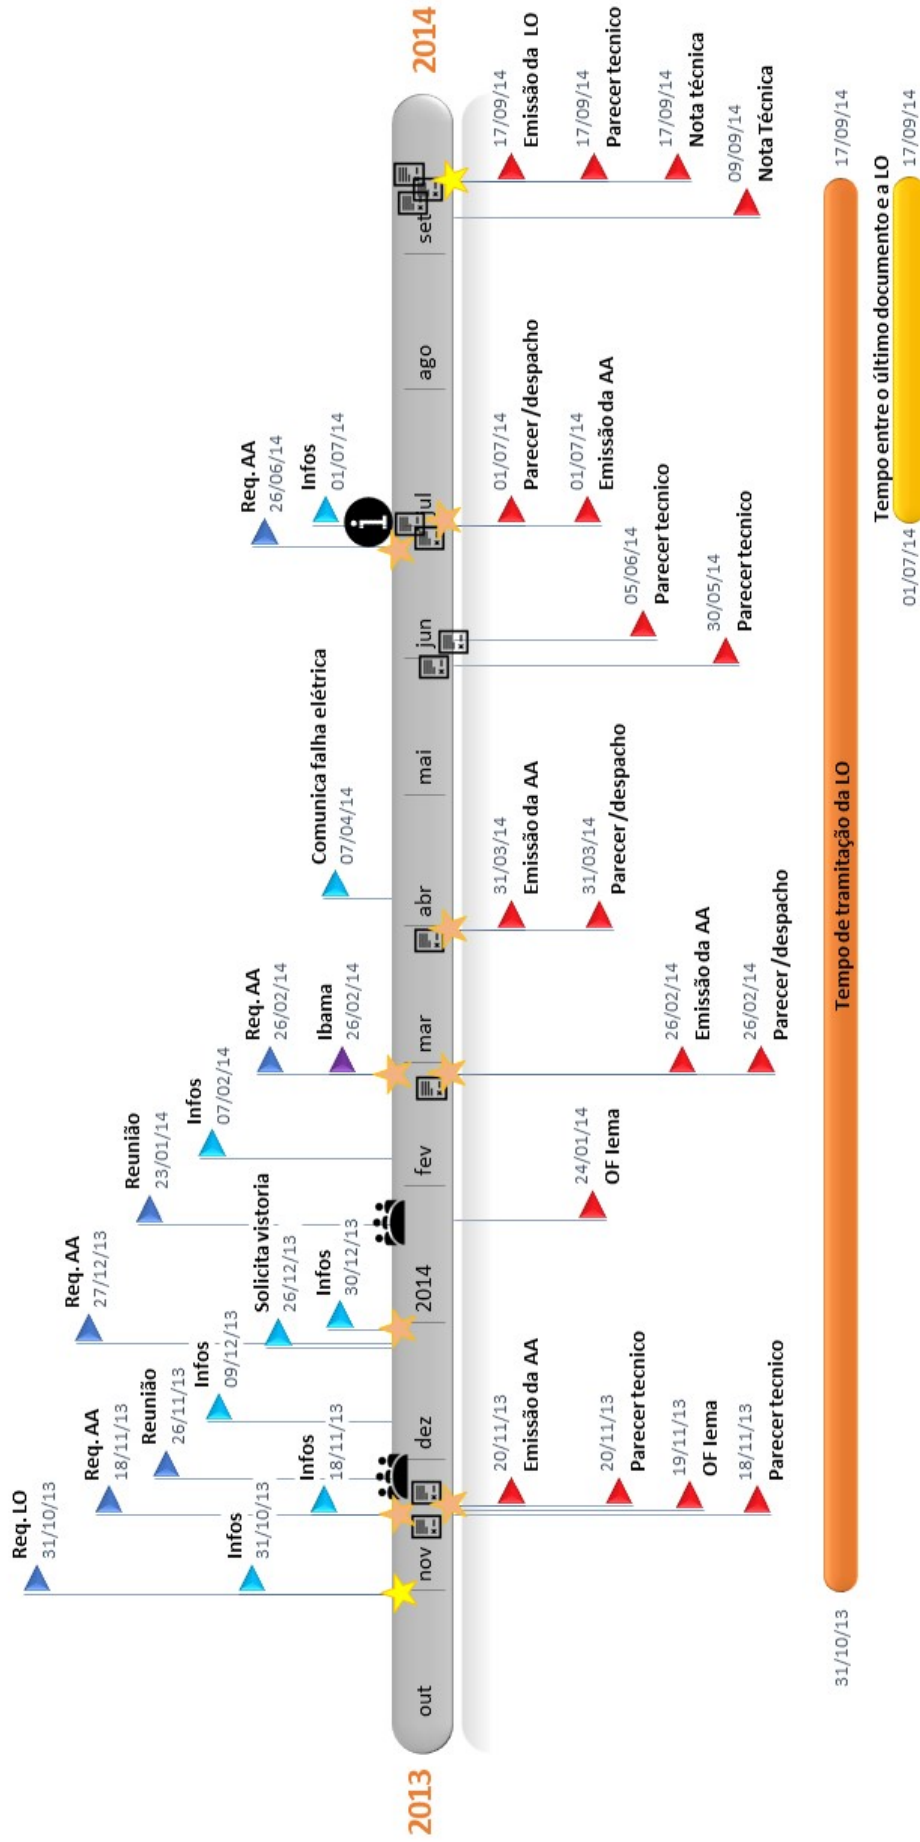 Req. LO
31/10/13
Req. AA
18/11/13
Reunião
26/11/13
Infos
09/12/13
Infos
31/10/13
Infos
18/11/13
Req. AA
27/12/13
Solicita vistoria
26/12/13
Infos
30/12/13
Reunião
23/01/14
Infos
07/02/14
Req. AA
26/02/14
Ibama
26/02/14
Comunica falha elétrica
07/04/14
Req. AA
26/06/14
Infos
01/07/14
2013
out
nov
dez
2014
fev
mar
abr
mai
jun
jul
ago
set
2014
20/11/13
Emissão da AA
20/11/13
Parecer tecnico
19/11/13
OF Iema
18/11/13
Parecer tecnico
24/01/14
OF Iema
26/02/14
Emissão da AA
26/02/14
Parecer/despacho
31/03/14
Emissão da AA
31/03/14
Parecer/despacho
30/05/14
Parecer tecnico
05/06/14
Parecer tecnico
01/07/14
Parecer/despacho
01/07/14
Emissão da AA
17/09/14
Emissão da LO
17/09/14
Parecer tecnico
17/09/14
Nota técnica
09/09/14
Nota Técnica
31/10/13
Tempo de tramitação da LO
17/09/14
Tempo entre o último documento e a LO
01/07/14
17/09/14